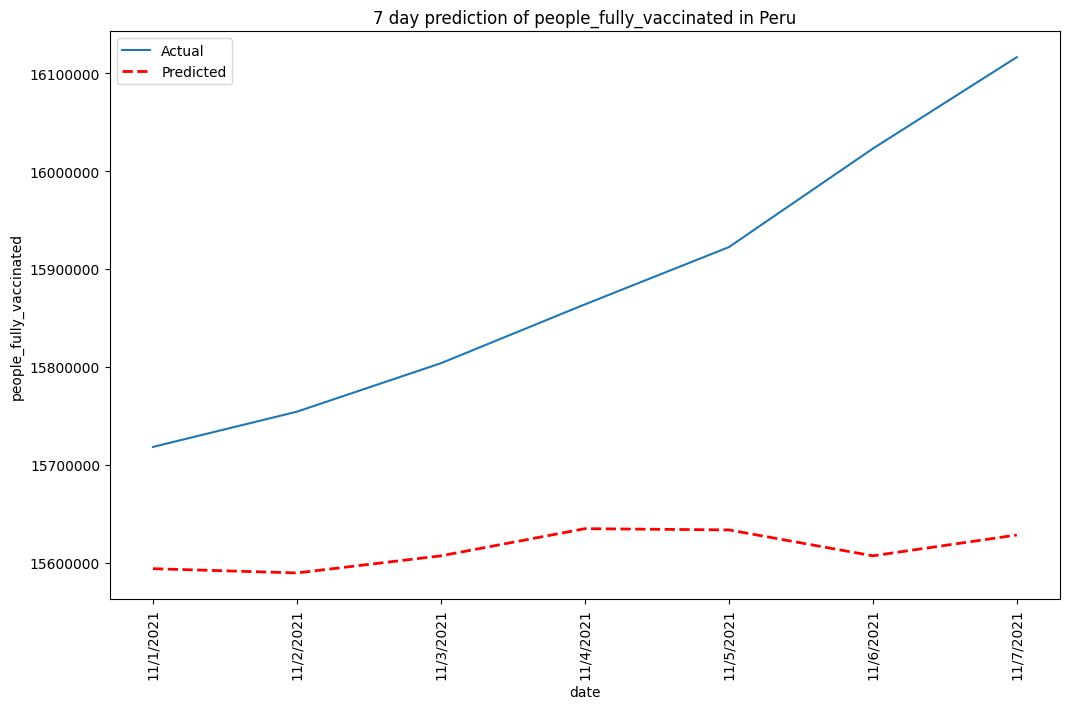 7 day prediction of people_fully_vaccinated in Peru
Actual
Predicted
people_fully_vaccinated
16100000
16000000
15900000
15800000
15700000
15600000
11/1/2021
11/2/2021
11/3/2021
11/4/2021
11/5/2021
11/6/2021
11/7/2021
date